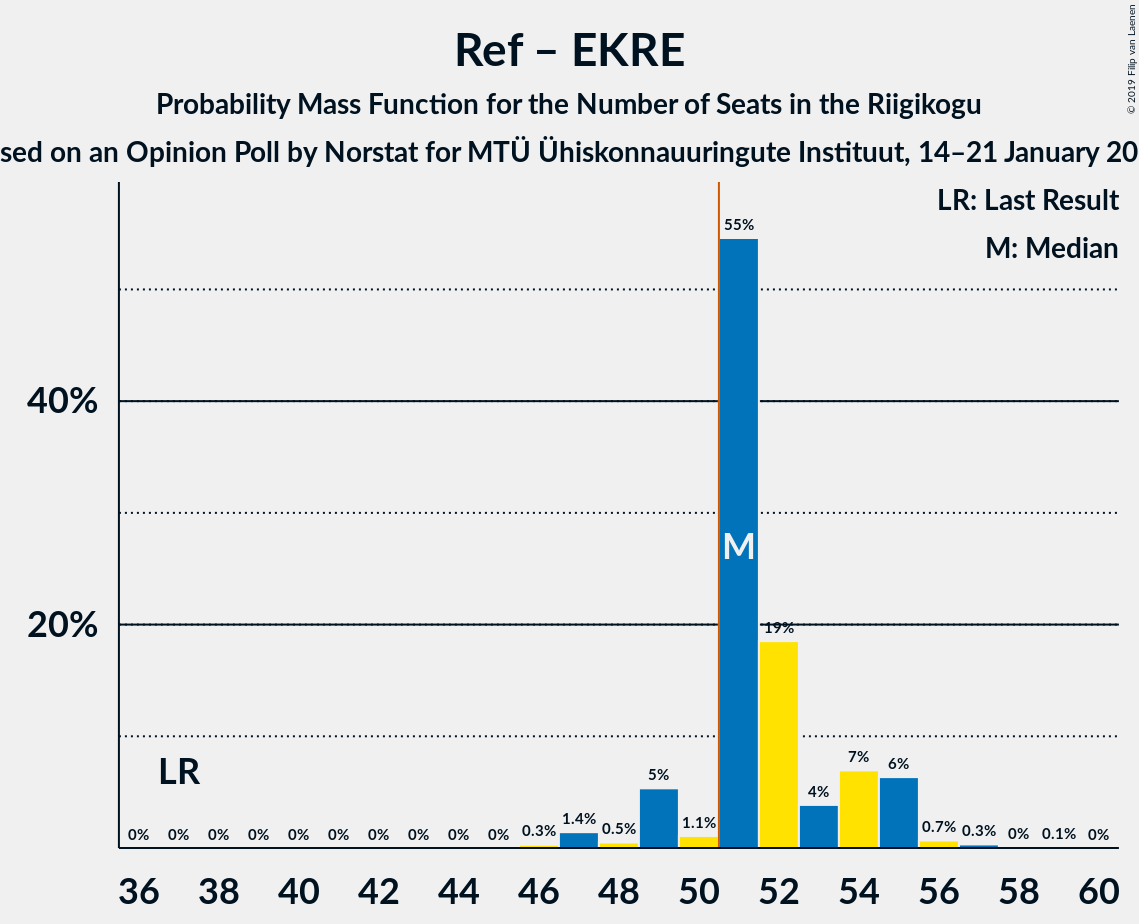 Ref – EKRE
Probability Mass Function for the Number of Seats in the Riigikogu
sed on an Opinion Poll by Norstat for MTÜ Ühiskonnauuringute Instituut, 14–21 January 20
© 2019 Filip van Laenen
LR: Last Result
M: Median
55%
40%
M
20%
19%
LR
0% 0% 0% 0% 0% 0% 0% 0% 0% 0% 0.3% 1.4% 0.5% 5% 1.1% 4% 7% 6% 0.7% 0.3% 0% 0.1% 0%
36 38 40 42 44 46 48 50 52 54 56 58 60